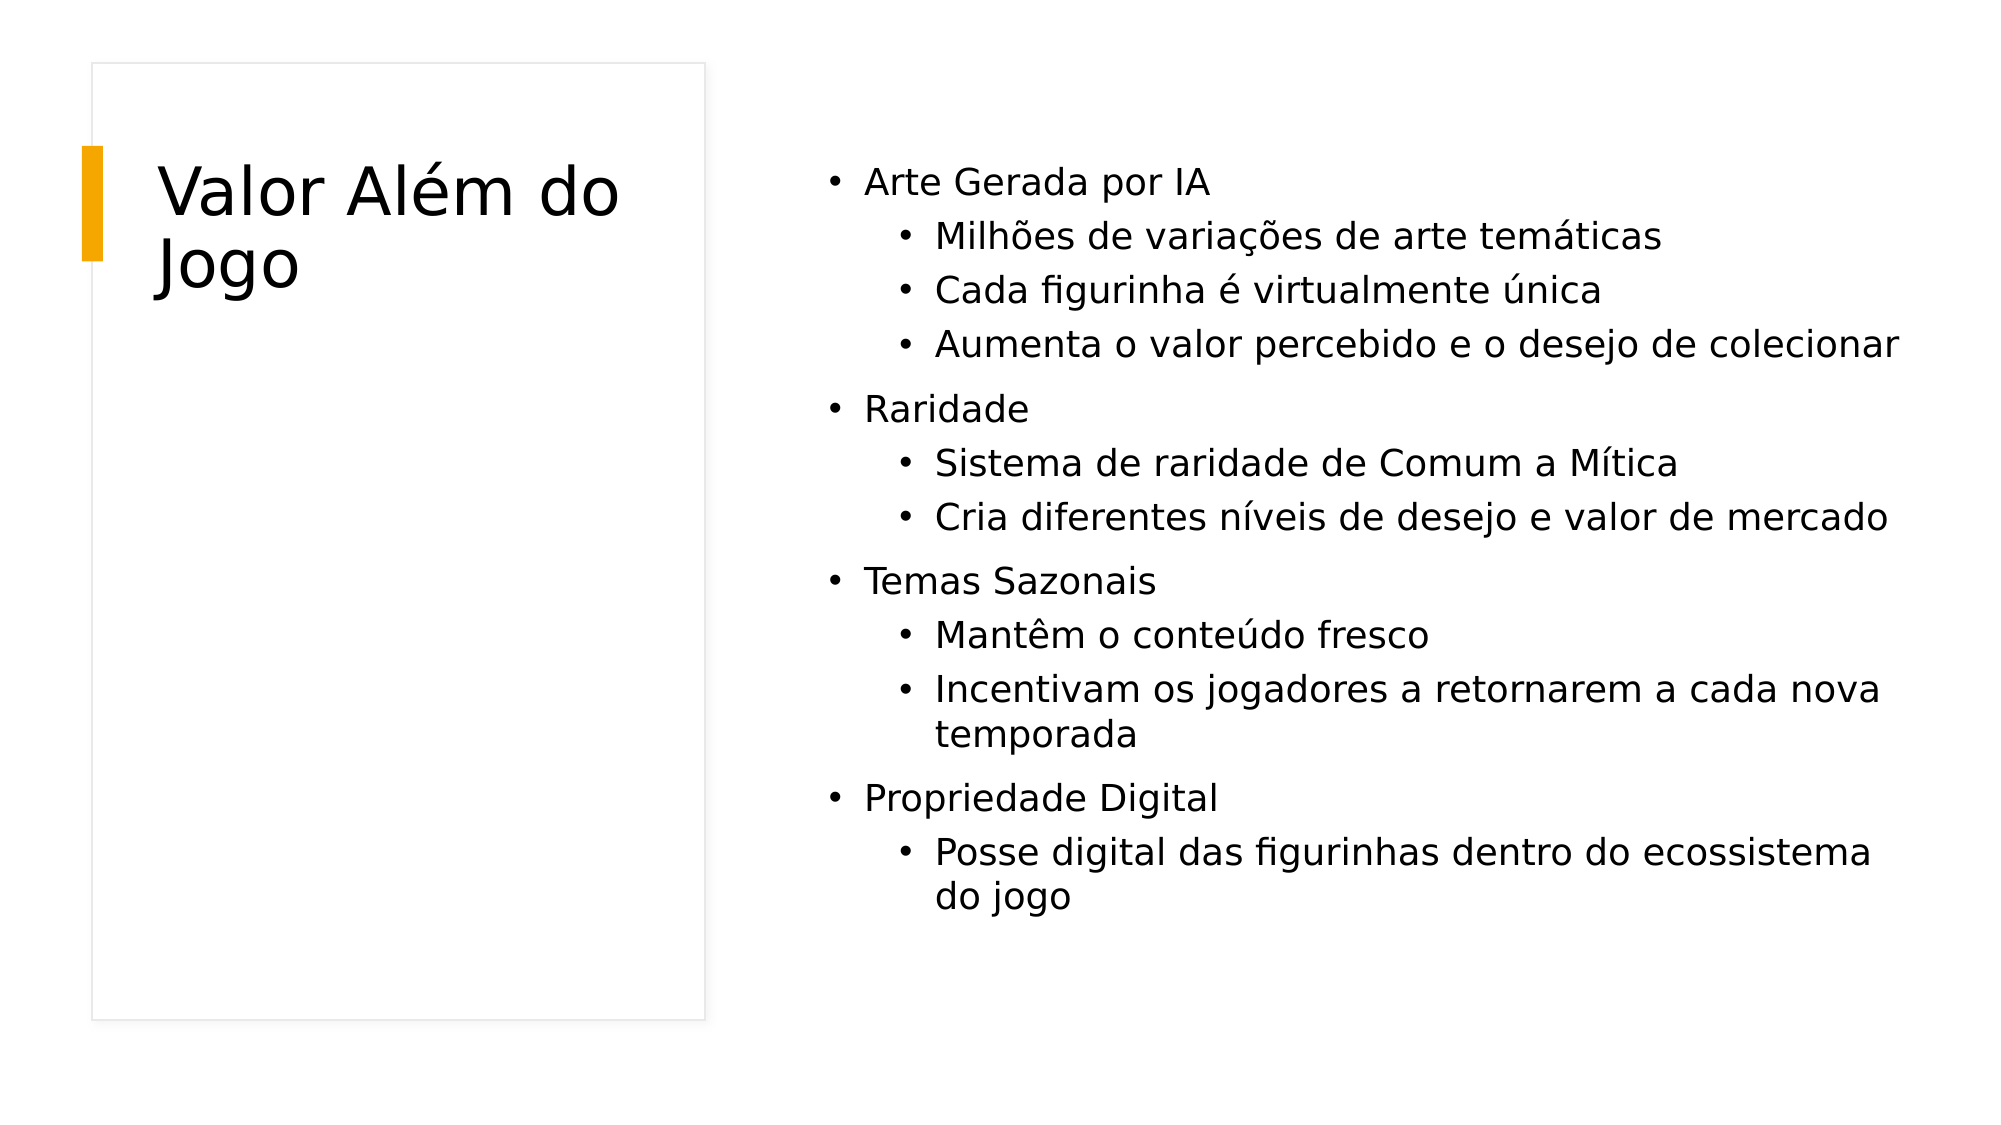 Valor Além do
Jogo
• Arte Gerada por IA
• Milhões de variações de arte temáticas
• Cada figurinha é virtualmente única
• Aumenta o valor percebido e o desejo de colecionar
• Raridade
• Sistema de raridade de Comum a Mítica
• Cria diferentes níveis de desejo e valor de mercado
• Temas Sazonais
• Mantêm o conteúdo fresco
• Incentivam os jogadores a retornarem a cada nova
temporada
• Propriedade Digital
• Posse digital das figurinhas dentro do ecossistema
do jogo